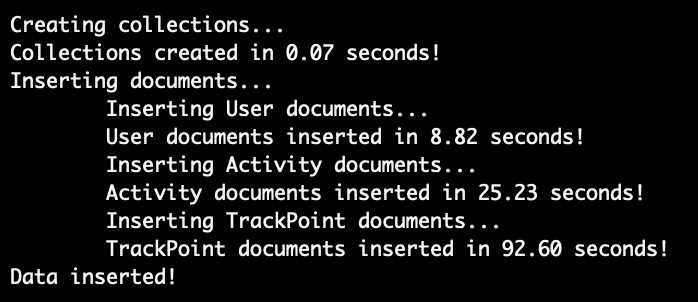 Creating collections...
Collections created in 0.07 seconds!
Inserting documents...
Inserting User documents...
User documents inserted in 8.82 seconds!
Inserting Activity documents...
Activity documents inserted in 25.23 seconds!
Inserting TrackPoint documents...
TrackPoint documents inserted in 92.60 seconds!
Data inserted!